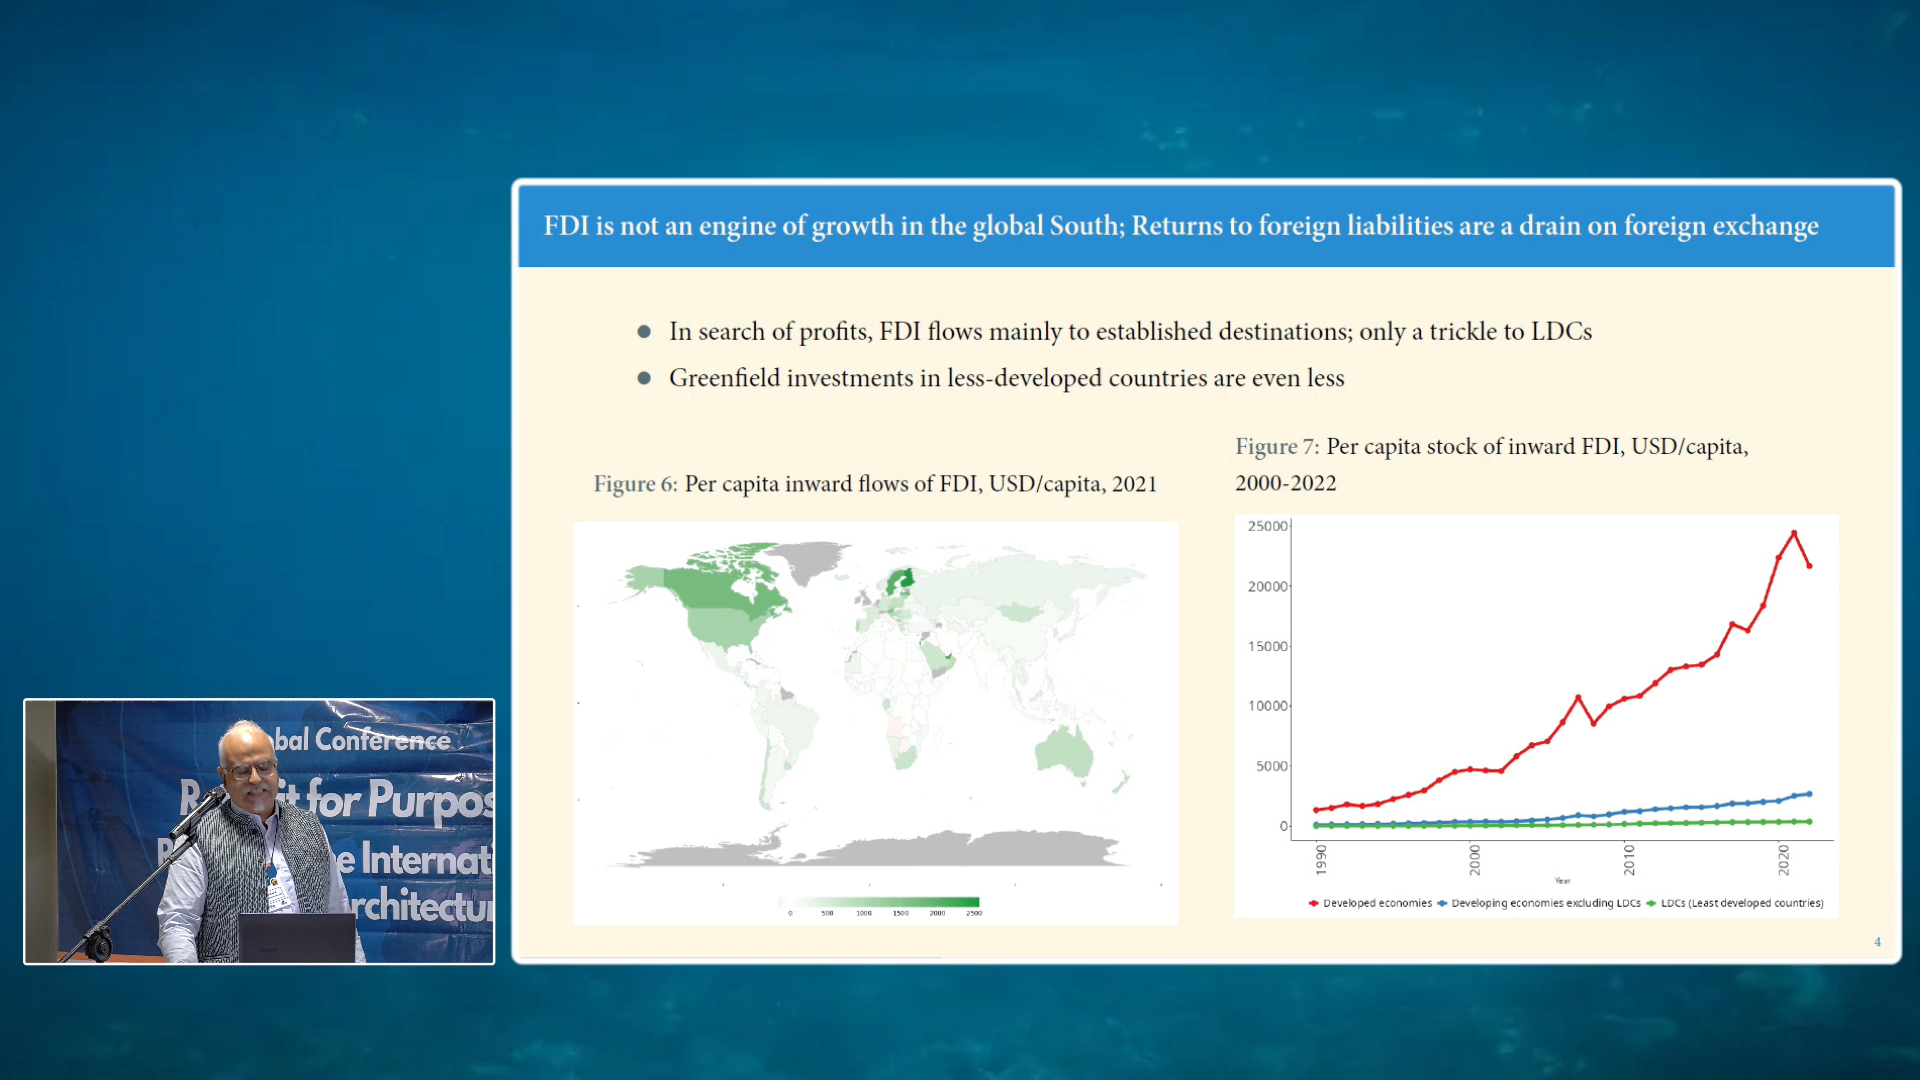 FDI is not an engine of growth in the global South; Returns to foreign liabilities are a drain on foreign exchange
In search of profits, FDI flows mainly to established destinations; only a trickle to LDCs
Greenfield investments in less-developed countries are even less
Figure 6: Per capita inward flows of FDI, USD/capita, 2021
0 500 1000 1500 2000 2500
Figure 7: Per capita stock of inward FDI, USD/capita,
2000-2022
25000
20000
15000
10000
5000
0
1990 2000 2010 2020
Year
Developed economies Developing economies excluding LDCs LDCs (Least developed countries)
4
Conference
for